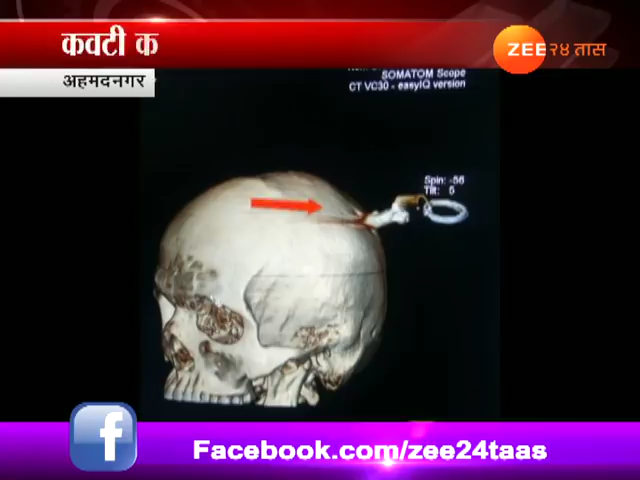 कवटी क
ZEE २४ तास
अहमदनगर
SOMATOM Scope
CT VC30 - easyIQ version
Spin: -56
Tilt: 5
f Facebook.com/zee24taas